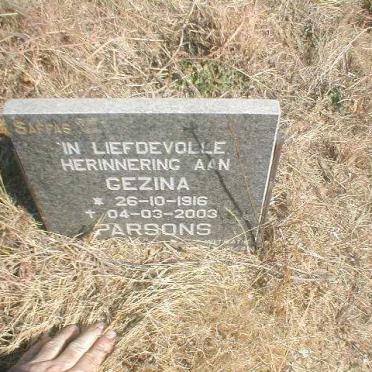 SAFFAS
IN LIEFDEVOLLE
HERINNERING AAN
GEZINA
* 26-10-1916
† 04-03-2003
PARSONS